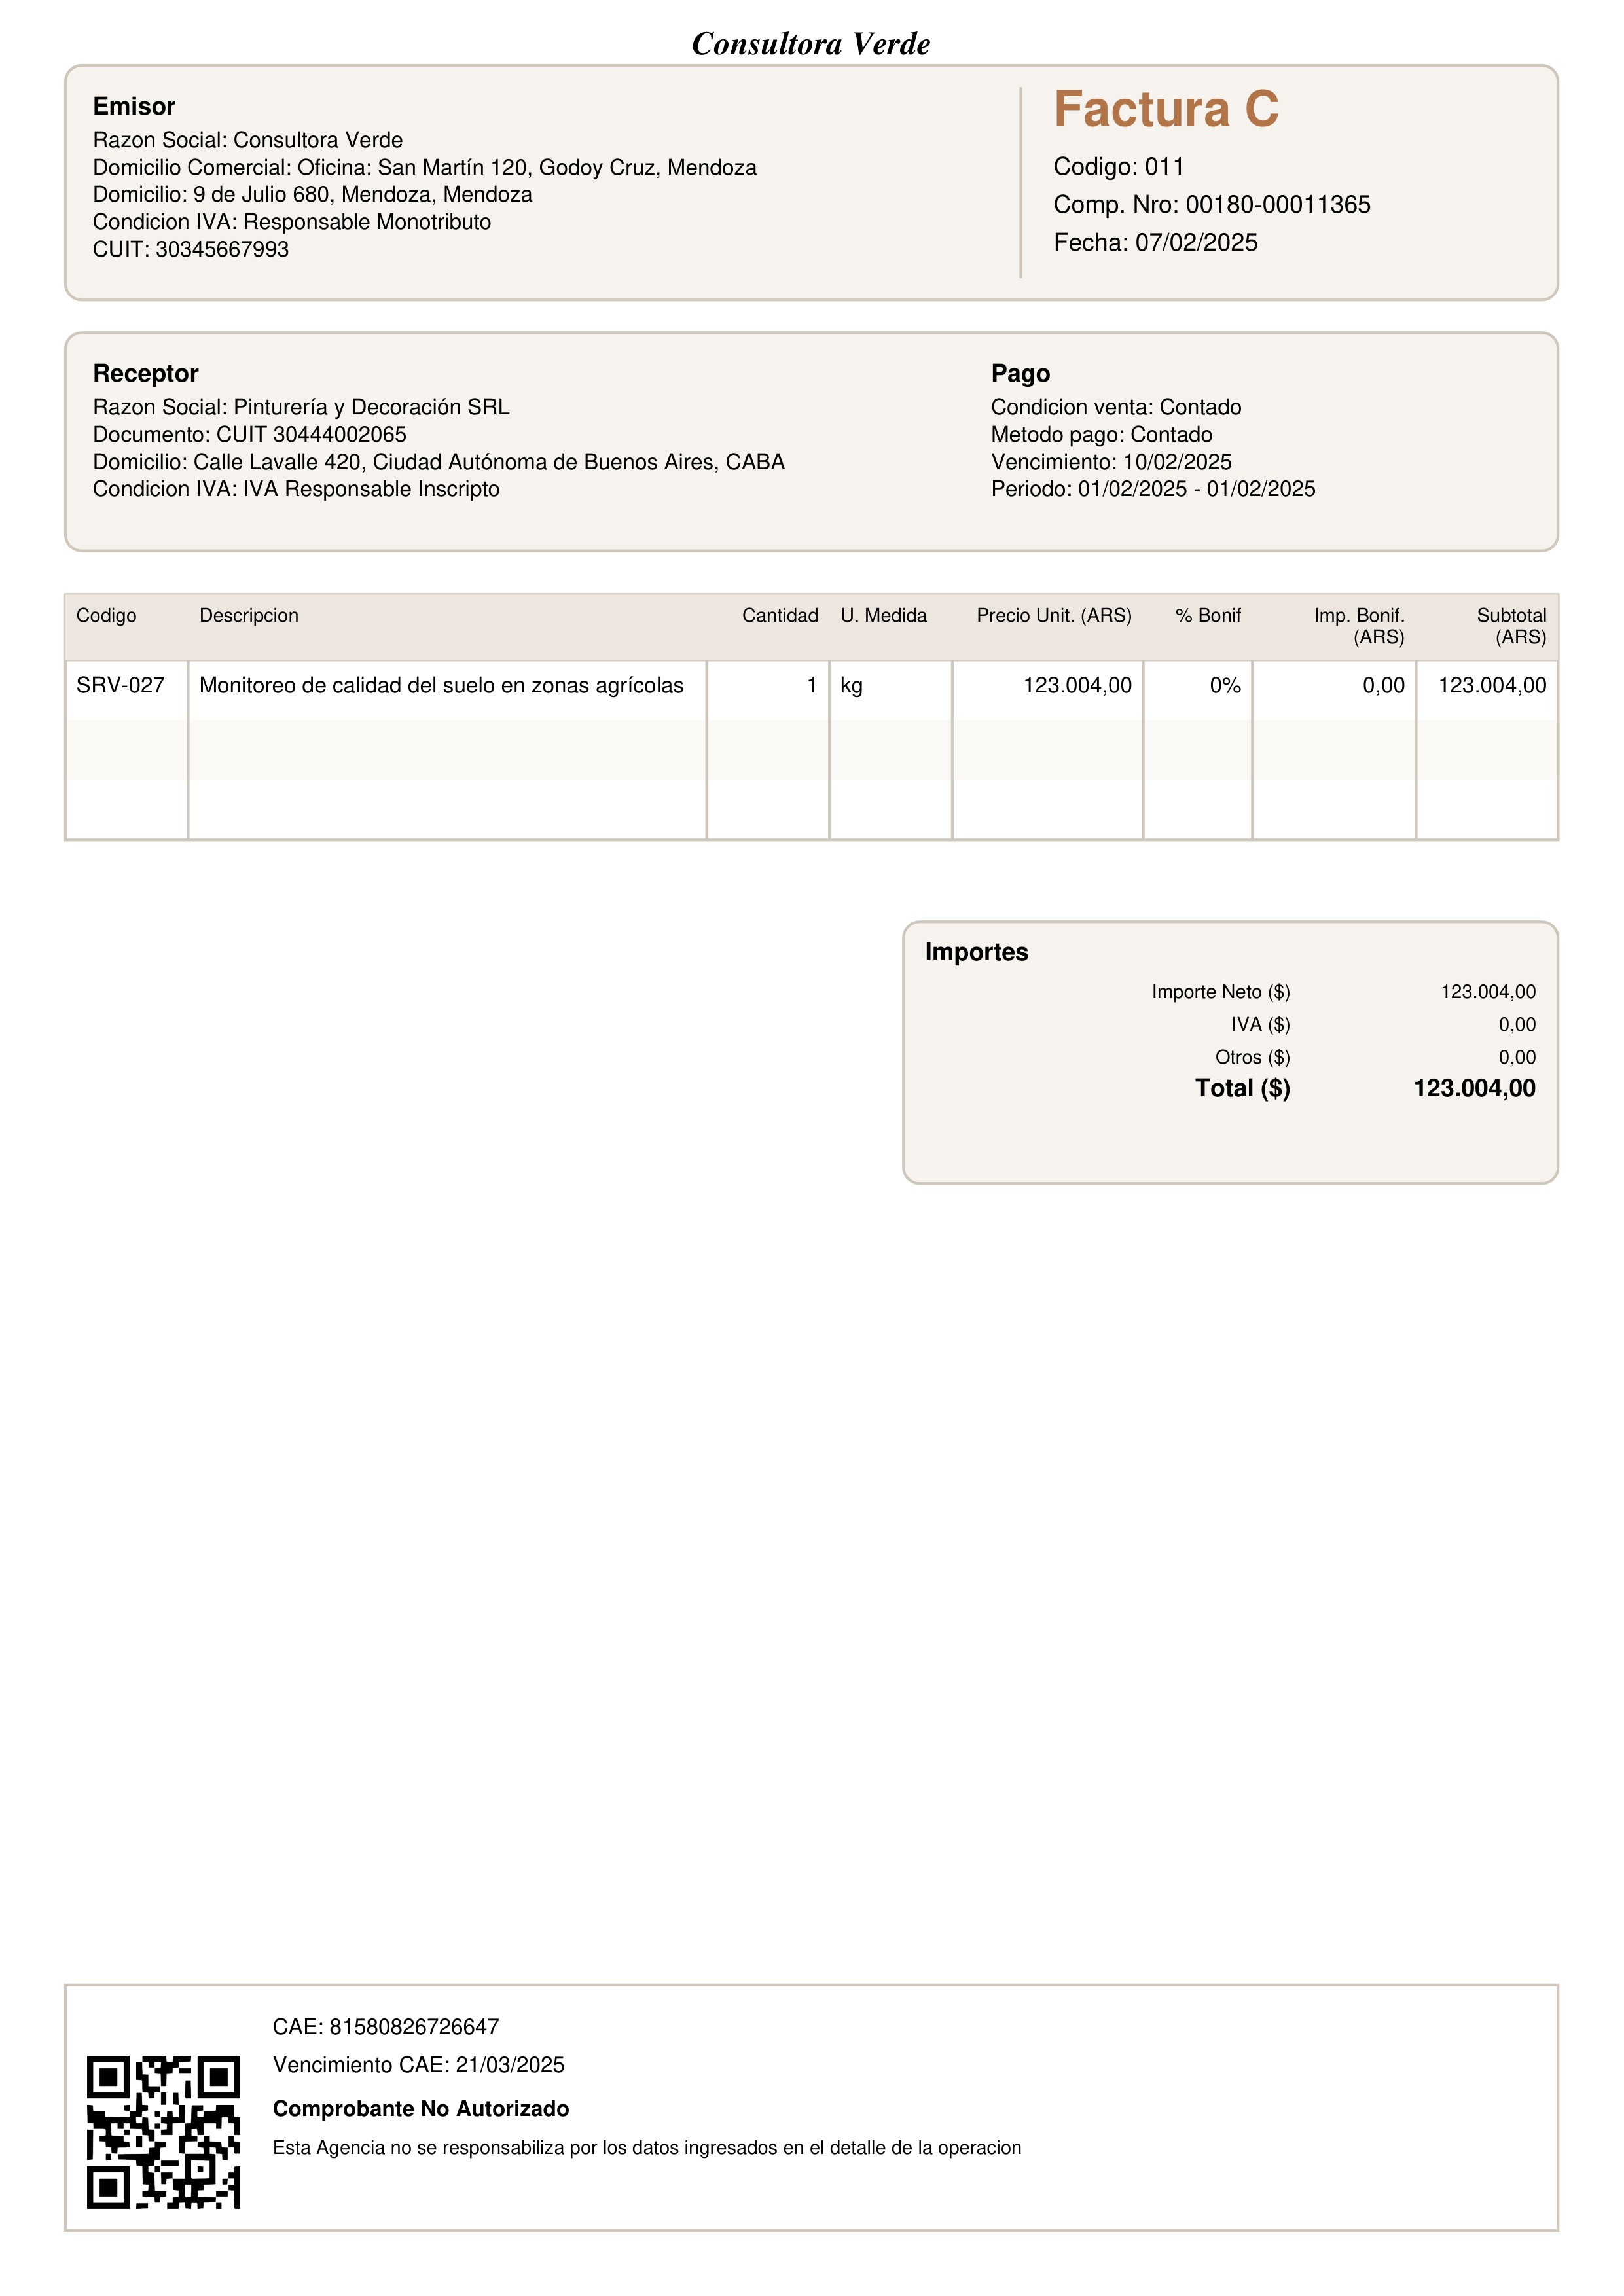 Consultora Verde
Emisor
Razon Social: Consultora Verde
Domicilio Comercial: Oficina: San Martín 120, Godoy Cruz, Mendoza
Domicilio: 9 de Julio 680, Mendoza, Mendoza
Condicion IVA: Responsable Monotributo
CUIT: 30345667993
Factura C
Codigo: 011
Comp. Nro: 00180-00011365
Fecha: 07/02/2025
Receptor
Razon Social: Pinturería y Decoración SRL
Documento: CUIT 30444002065
Domicilio: Calle Lavalle 420, Ciudad Autónoma de Buenos Aires, CABA
Condicion IVA: IVA Responsable Inscripto
Pago
Condicion venta: Contado
Metodo pago: Contado
Vencimiento: 10/02/2025
Periodo: 01/02/2025 - 01/02/2025
Codigo Descripcion Cantidad U. Medida Precio Unit. (ARS) % Bonif Imp. Bonif. (ARS) Subtotal (ARS)
SRV-027 Monitoreo de calidad del suelo en zonas agrícolas 1 kg 123.004,00 0% 0,00 123.004,00
Importes
Importe Neto ($) 123.004,00
IVA ($) 0,00
Otros ($) 0,00
Total ($) 123.004,00
CAE: 81580826726647
Vencimiento CAE: 21/03/2025
Comprobante No Autorizado
Esta Agencia no se responsabiliza por los datos ingresados en el detalle de la operacion